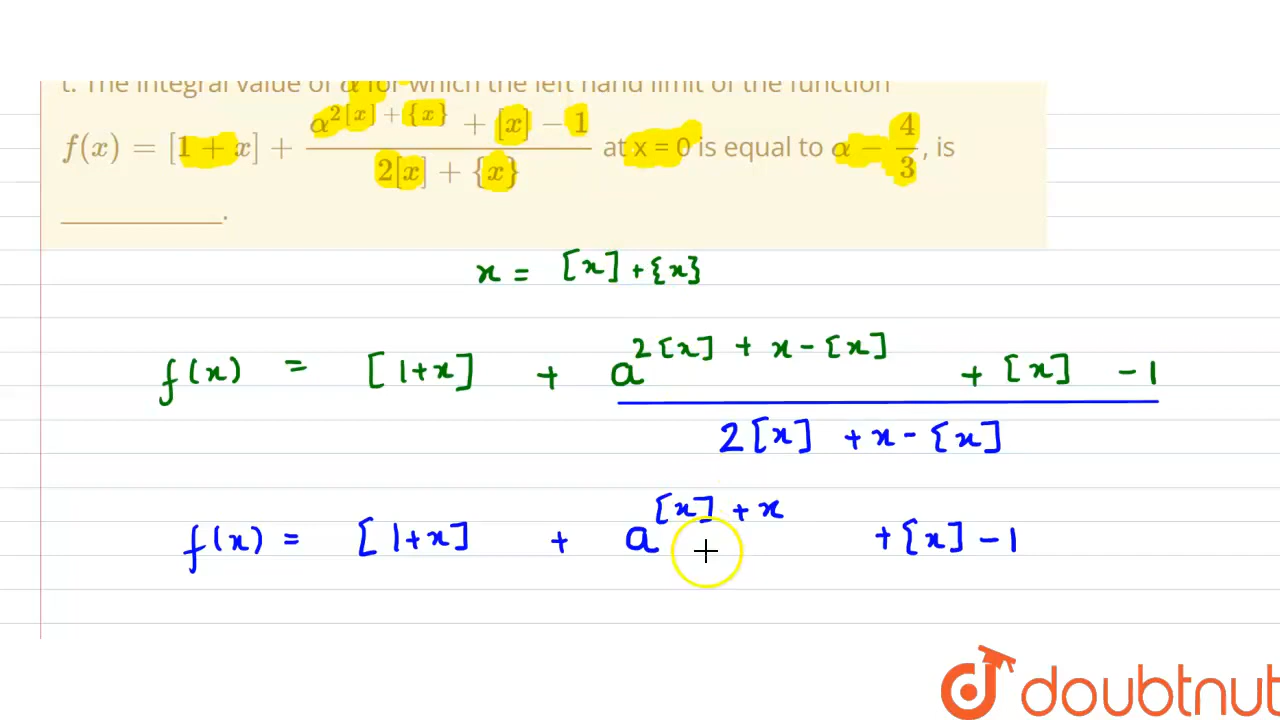 t. The integral value of α for which the left hand limit of the function
f(x) = [1 + x] + (α^{2[x] + {x}} + [x] − 1) / (2[x] + {x}) at x = 0 is equal to α − 4/3, is
____________.
x = [x] + {x}
f(x) = [1+x] + a^{2[x] + x - [x]} + [x] - 1
2[x] + x - [x]
f(x) = [1+x] + a^{[x] + x} + [x] - 1
doubtnut